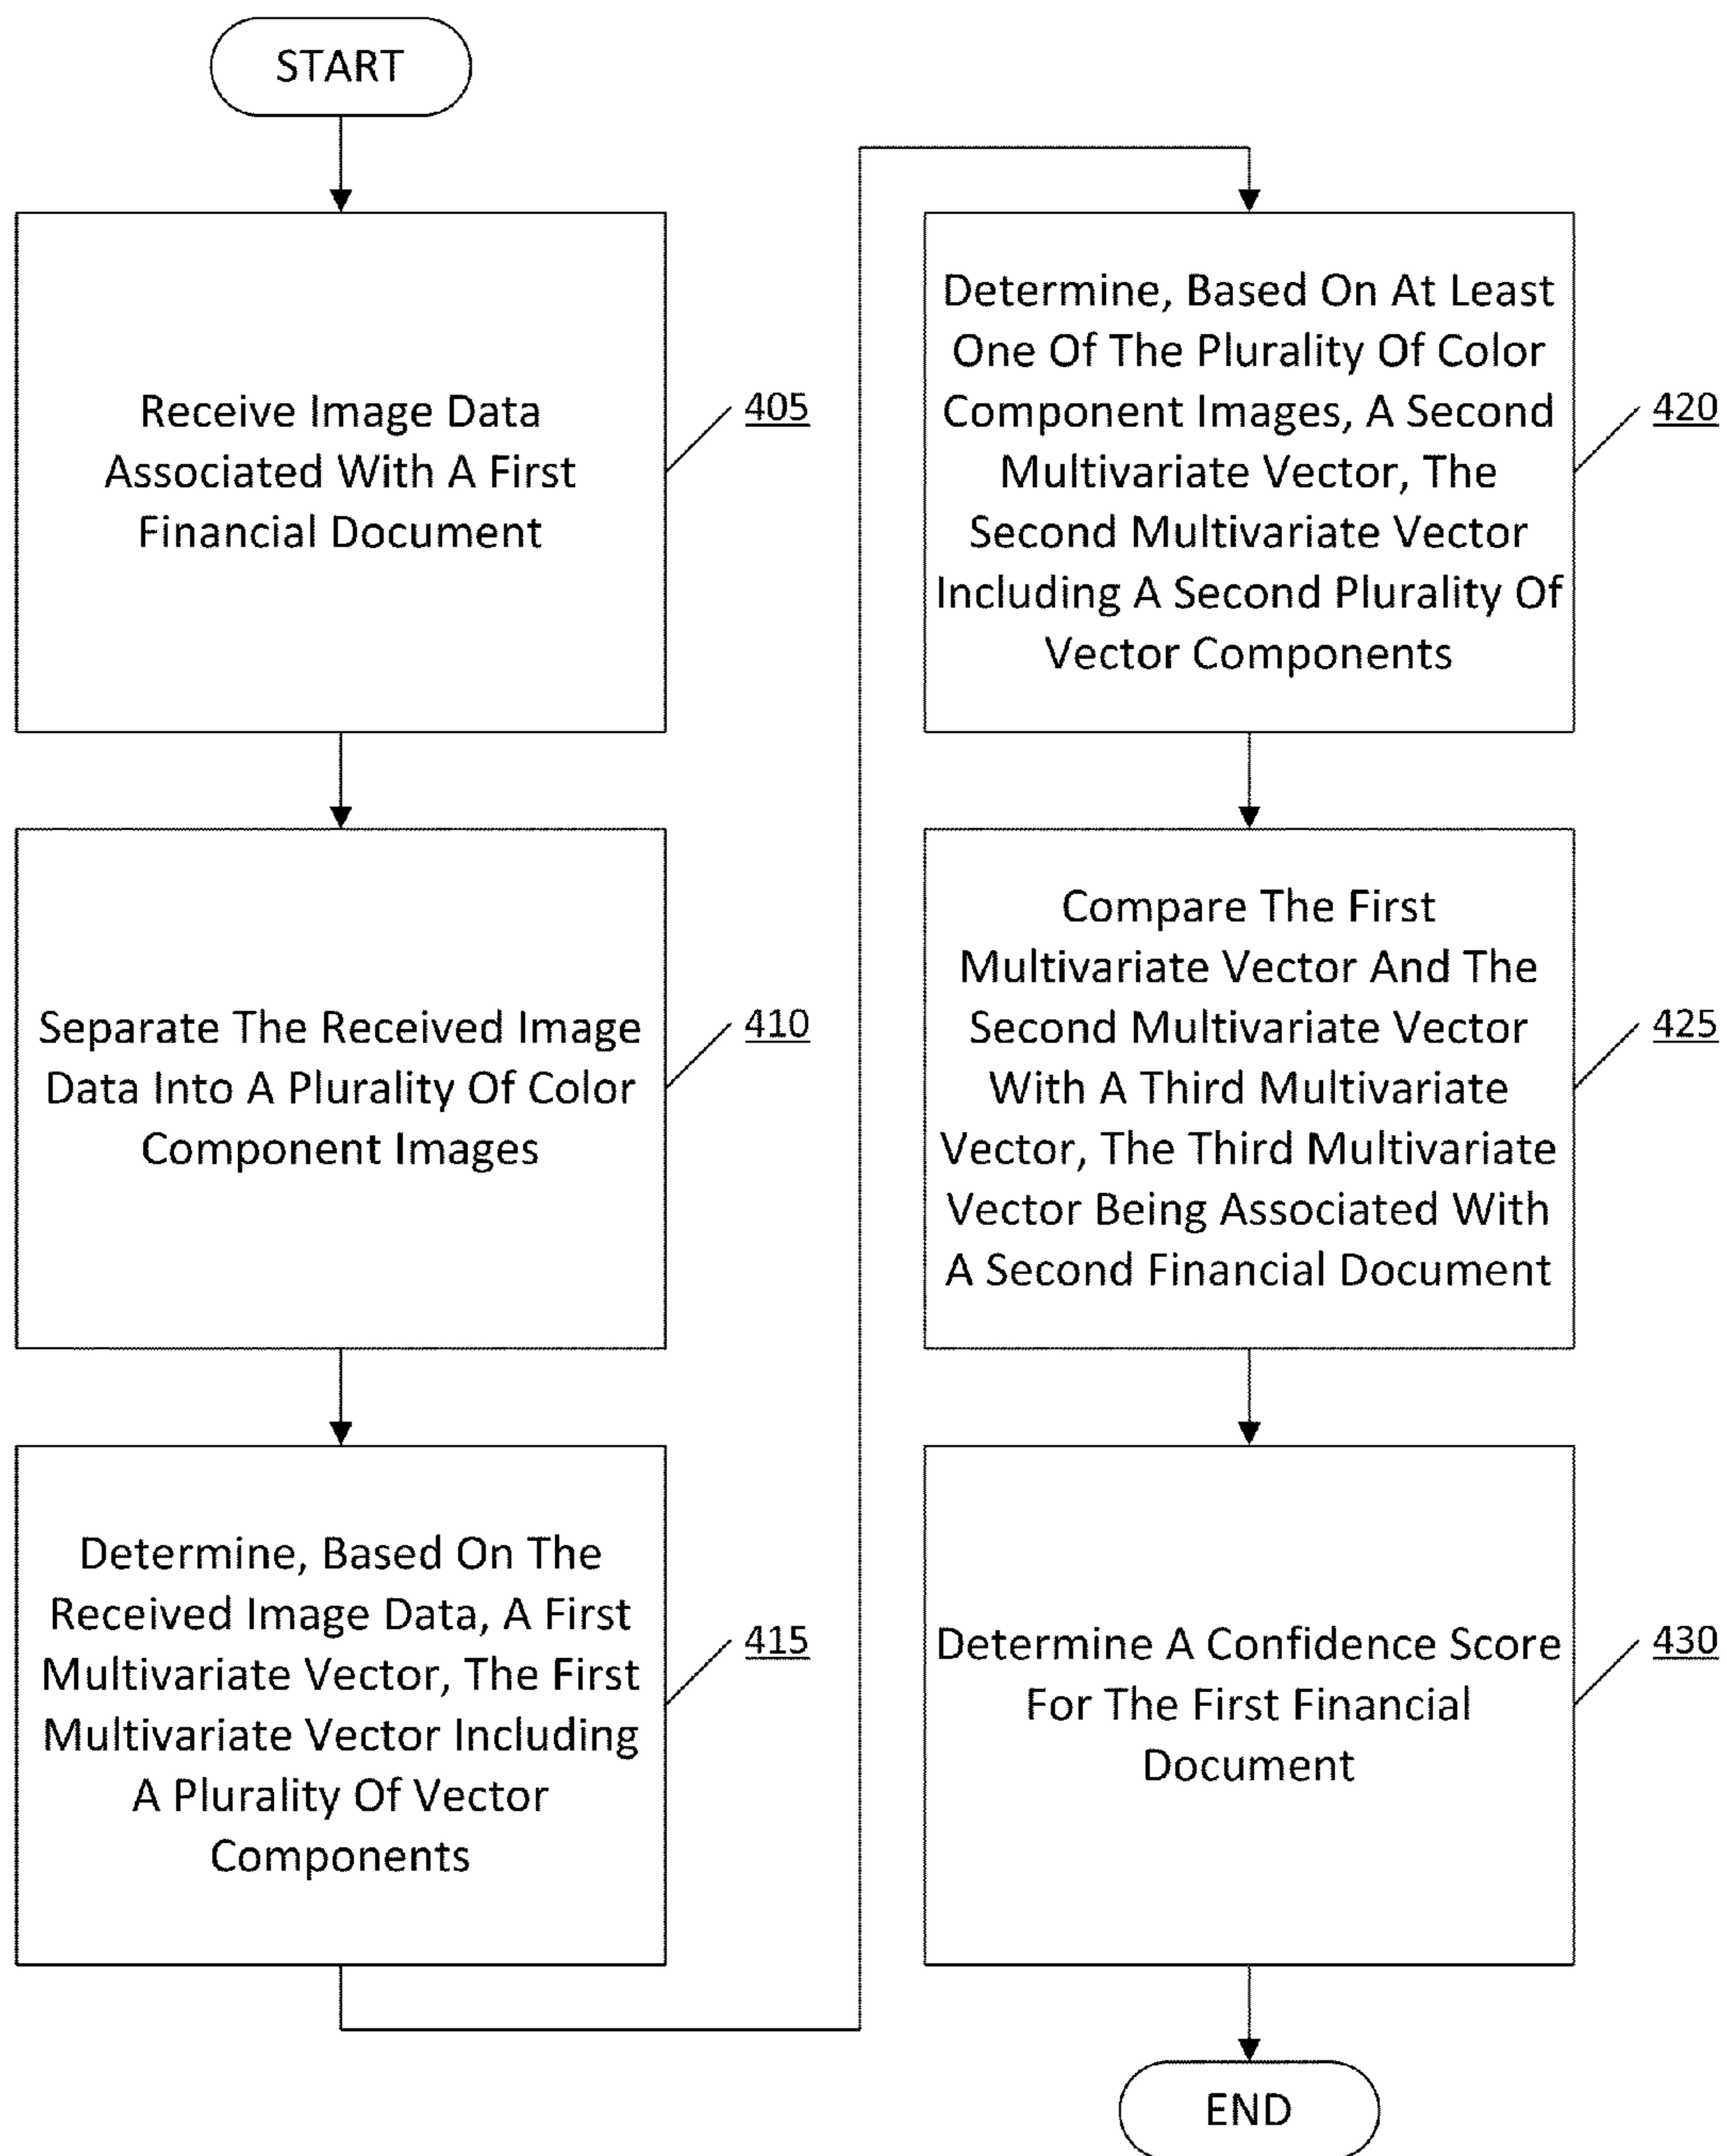 START
Receive Image Data
Associated With A First
Financial Document
405
Separate The Received Image
Data Into A Plurality Of Color
Component Images
410
Determine, Based On The
Received Image Data, A First
Multivariate Vector, The First
Multivariate Vector Including
A Plurality Of Vector
Components
415
Determine, Based On At Least
One Of The Plurality Of Color
Component Images, A Second
Multivariate Vector, The
Second Multivariate Vector
Including A Second Plurality Of
Vector Components
420
Compare The First
Multivariate Vector And The
Second Multivariate Vector
With A Third Multivariate
Vector, The Third Multivariate
Vector Being Associated With
A Second Financial Document
425
Determine A Confidence Score
For The First Financial
Document
430
END